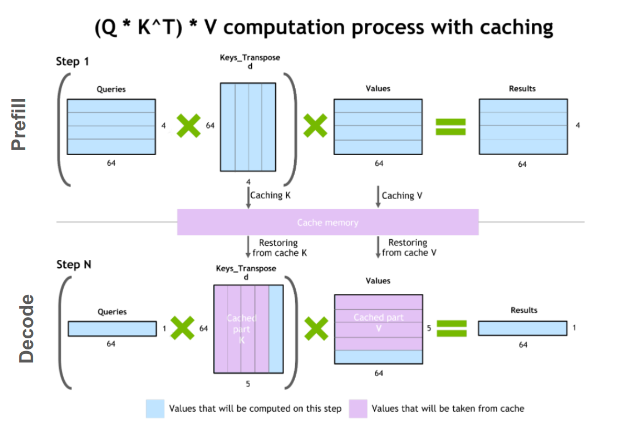 (Q * K^T) * V computation process with caching
Prefill
Step 1
Queries
4
64
Keys_Transpose
d
64
4
Values
64
Results
4
64
Caching K
Caching V
Cache memory
Restoring
from cache K
Restoring
from cache V
Decode
Step N
Queries
1
64
Keys_Transpose
d
64
Cached
part
K
5
Values
Cached part
V
5
64
Results
1
64
Values that will be computed on this step
Values that will be taken from cache